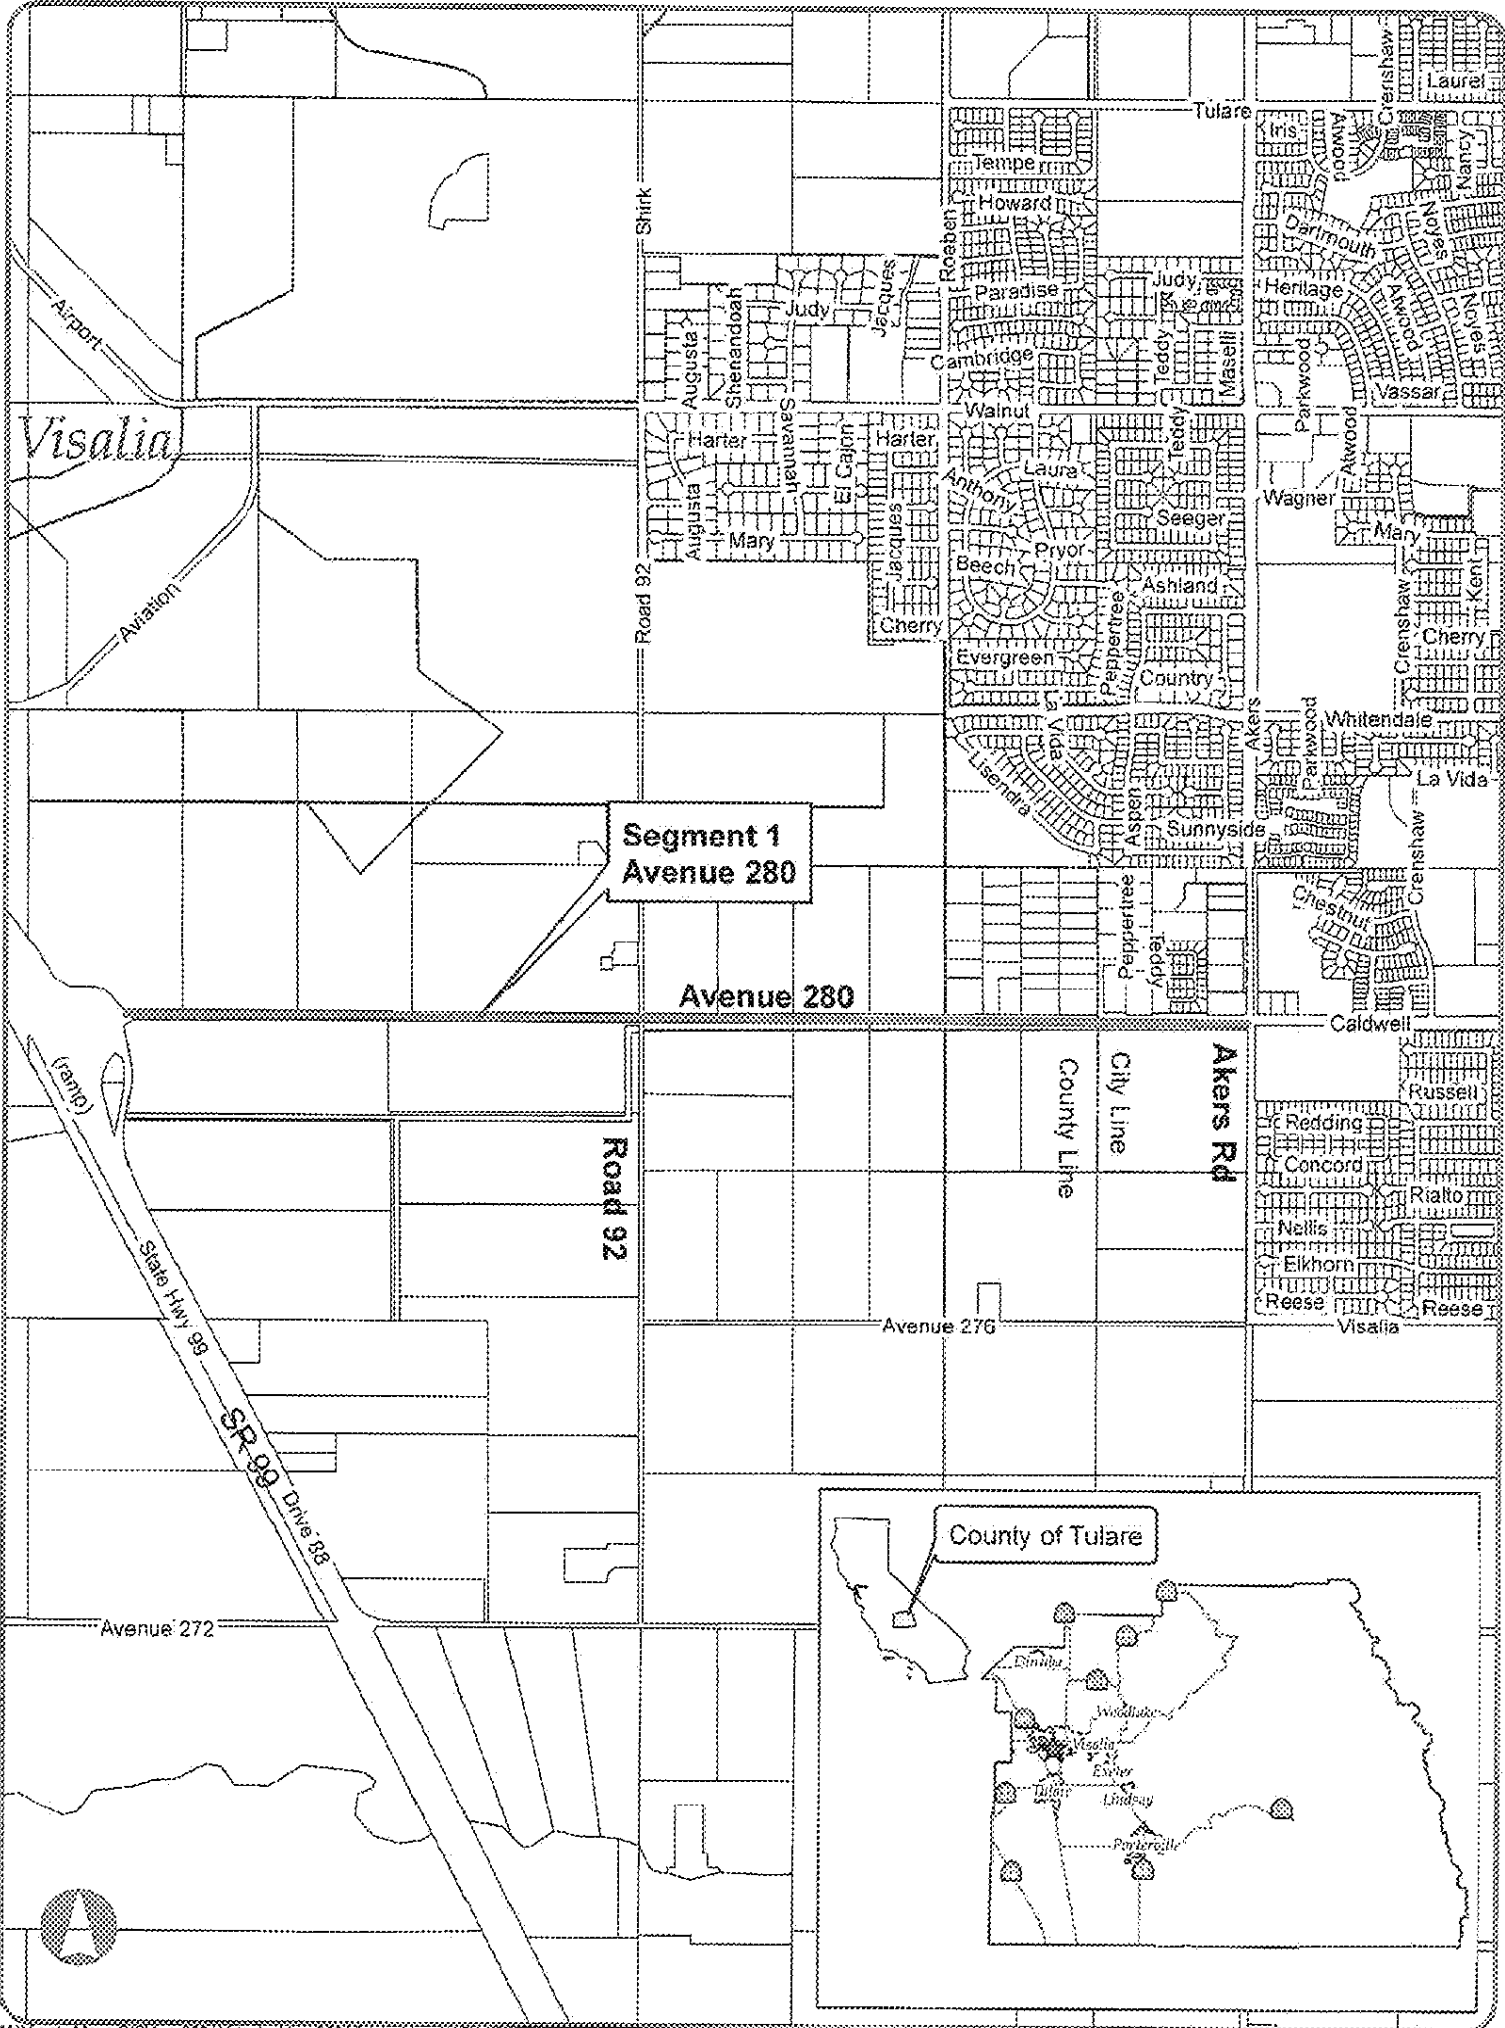 Crenshaw
Laurel
Tulare
Iris
Atwood
Nancy
Tempe
Howard
Shirk
Roeben
Dartmouth
Noyes
Jacques
Judy
Paradise
Judy
Heritage
Atwood
Noyes
Airport
Augusta
Shenandoah
Cambridge
Teddy
Maselli
Parkwood
Vassar
Walnut
Visalia
Harter
Savannah
El Cajon
Harter
Teddy
Atwood
Laura
Anthony
Wagner
Augusta
Mary
Jacques
Seeger
Mary
Pryor
Beech
Ashland
Kent
Aviation
Road 92
Cherry
Peppertree
Crenshaw
Cherry
Evergreen
Country
La Vida
Akers
Parkwood
Whitendale
Lisendra
La Vida
Aspen
Sunnyside
Crenshaw
Segment 1
Avenue 280
Peppertree
Teddy
Chestnut
Avenue 280
Caldwell
(ramp)
County Line
City Line
Akers Rd
Russell
Redding
Concord
Road 92
Rialto
Nellis
Elkhorn
State Hwy 99
Reese
Reese
Avenue 276
Visalia
SR 99
Drive 88
County of Tulare
Avenue 272
Dinuba
Woodlake
Visalia
Exeter
Tulare
Lindsay
Porterville